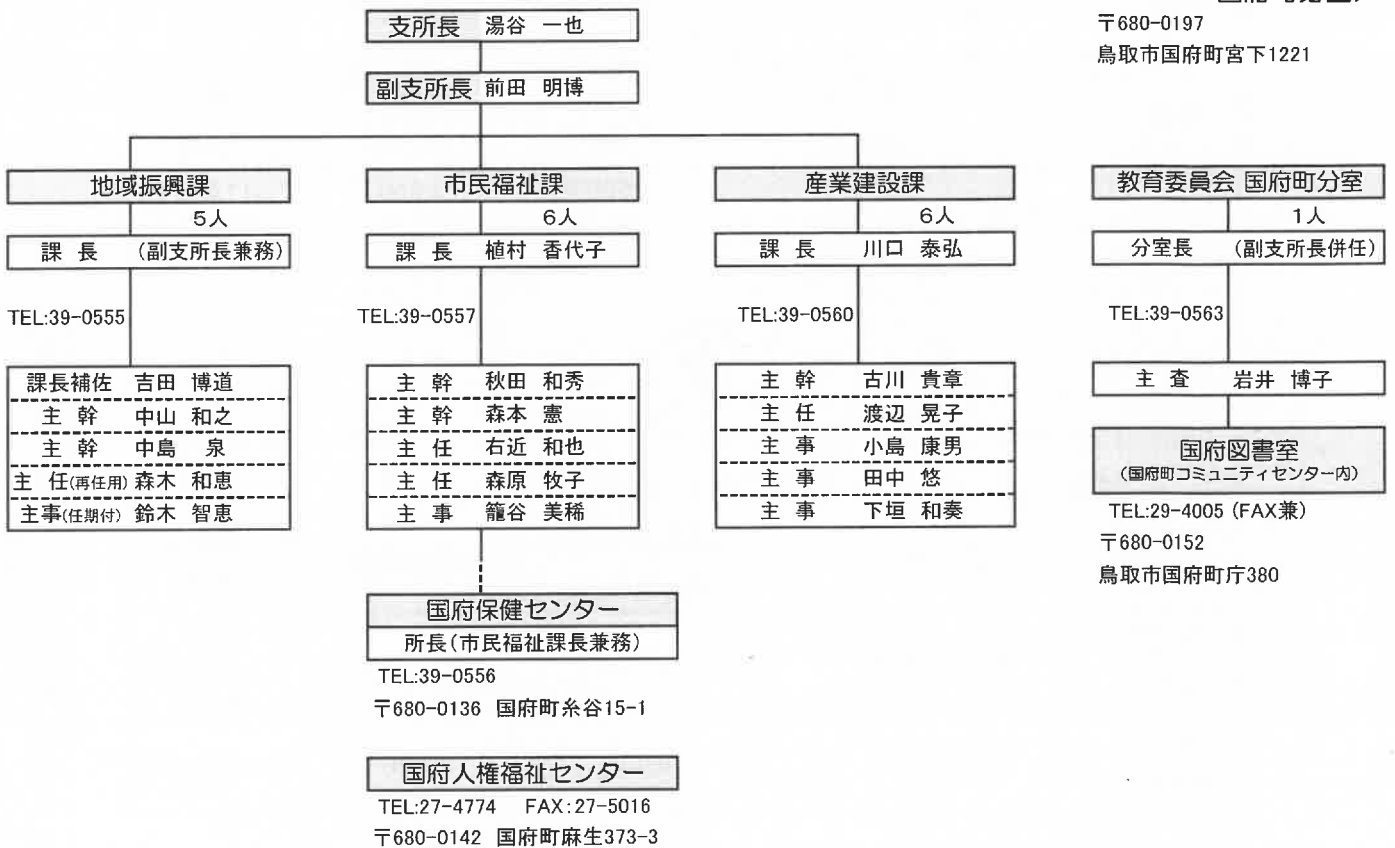 支所長 湯谷 一也
〒680-0197
鳥取市国府町宮下1221
副支所長 前田 明博
地域振興課
5人
課 長 (副支所長兼務)
TEL:39-0555
課長補佐 吉田 博道
主 幹 中山 和之
主 幹 中島 泉
主 任(再任用) 森木 和恵
主事(任期付) 鈴木 智恵
市民福祉課
6人
課 長 植村 香代子
TEL:39-0557
主 幹 秋田 和秀
主 幹 森本 憲
主 任 右近 和也
主 任 森原 牧子
主 事 籠谷 美稀
国府保健センター
所長(市民福祉課長兼務)
TEL:39-0556
〒680-0136 国府町糸谷15-1
国府人権福祉センター
TEL:27-4774 FAX:27-5016
〒680-0142 国府町麻生373-3
産業建設課
6人
課 長 川口 泰弘
TEL:39-0560
主 幹 古川 貴章
主 任 渡辺 晃子
主 事 小島 康男
主 事 田中 悠
主 事 下垣 和奏
教育委員会 国府町分室
1人
分室長 (副支所長併任)
TEL:39-0563
主 査 岩井 博子
国府図書室
(国府町コミュニティセンター内)
TEL:29-4005 (FAX兼)
〒680-0152
鳥取市国府町庁380